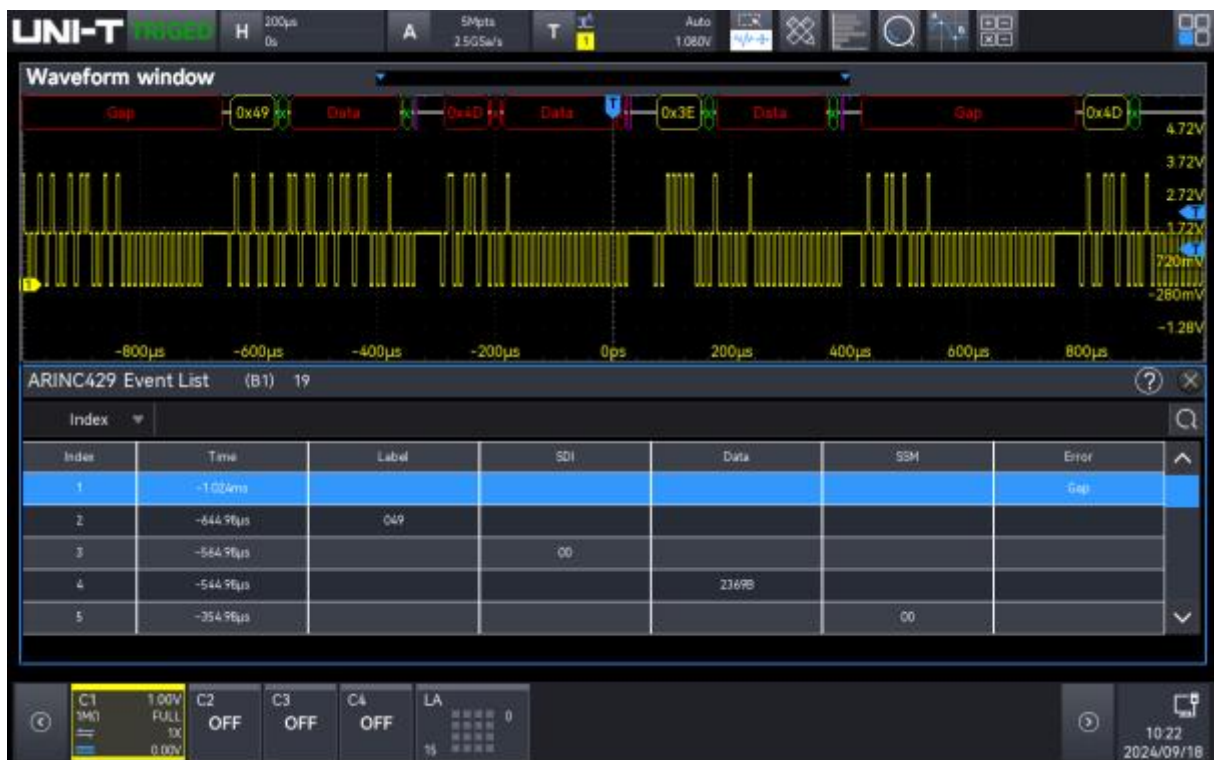 UNI-T TRIGED H 200µs 0s A 5Mpts 2.5GSa/s T 1 Auto 1.080V
Waveform window
Gap 0x49 Data 0x4D Data T 0x3E Data Gap 0x4D
4.72V
3.72V
2.72V
1.72V
720mV
-280mV
-1.28V
-800µs -600µs -400µs -200µs 0ps 200µs 400µs 600µs 800µs
ARINC429 Event List (B1) 19
Index
Index Time Label SDI Data SSM Error
1 -1.024ms Gap
2 -644.98µs 049
3 -564.98µs 00
4 -544.98µs 2369B
5 -354.98µs 00
C1 1.00V C2 C3 C4 LA
1MΩ FULL OFF OFF OFF 0
1X
0.00V 15
10:22
2024/09/18